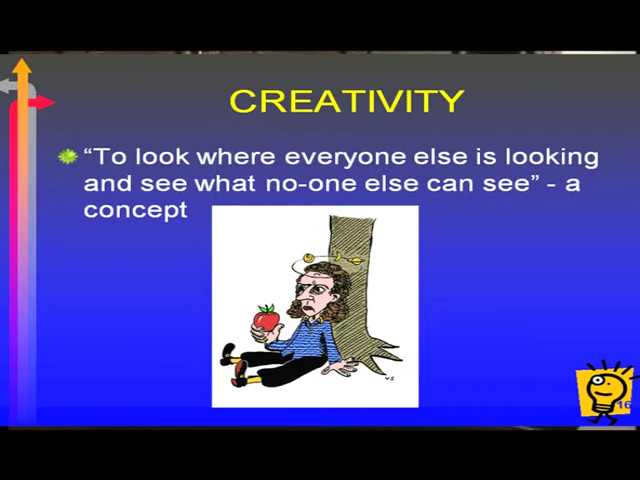 CREATIVITY
“To look where everyone else is looking
and see what no-one else can see” - a
concept
16